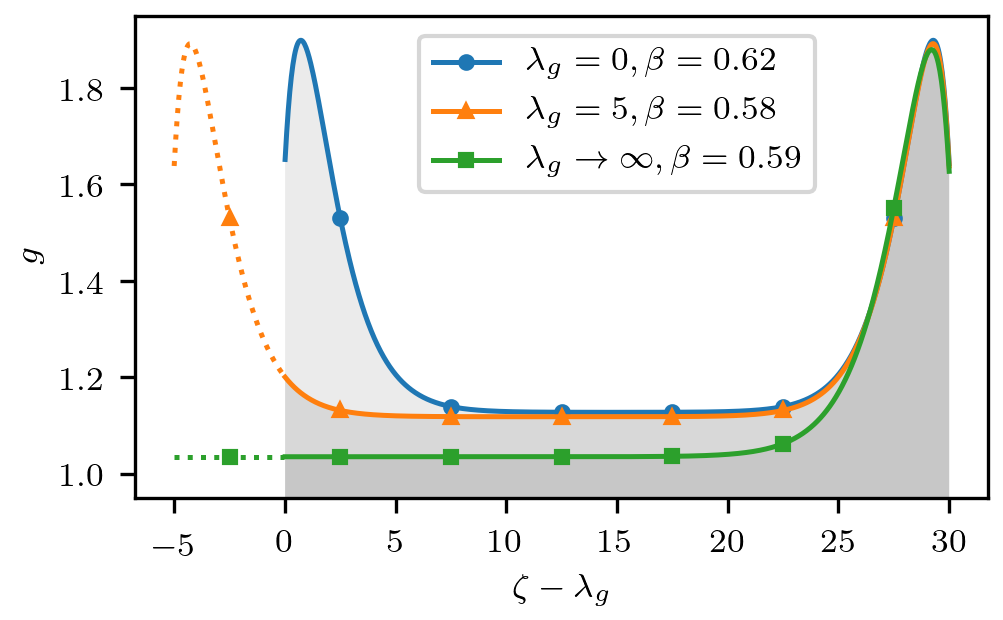 λg = 0, β = 0.62
λg = 5, β = 0.58
λg → ∞, β = 0.59
g
1.8
1.6
1.4
1.2
1.0
−5 0 5 10 15 20 25 30
ζ − λg